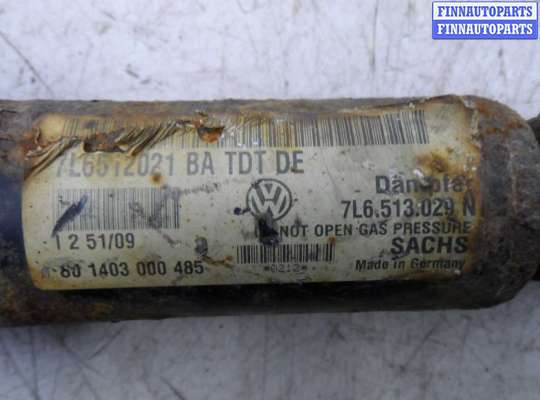 FINNAUTOPARTS
FINNAUTOPARTS
7L6512021 BA TDT DE
Dämpfer
7L6.513.029 N
NOT OPEN-GAS PRESSURE
1 2 51/09
SACHS
80 1403 000 485
*0212*
Made in Germany